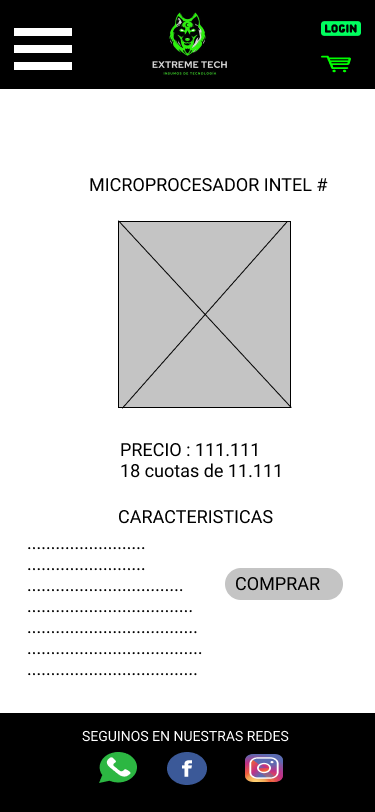 LOGIN
EXTREME TECH
INSUMOS DE TECNOLOGIA
MICROPROCESADOR INTEL #
PRECIO : 111.111
18 cuotas de 11.111
CARACTERISTICAS
.........................
.........................
.................................
...................................
....................................
.....................................
....................................
COMPRAR
SEGUINOS EN NUESTRAS REDES